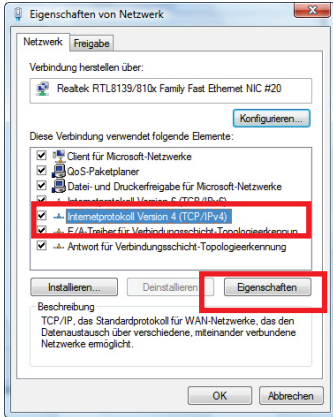 Eigenschaften von Netzwerk
Netzwerk Freigabe
Verbindung herstellen über:
Realtek RTL8139/810x Family Fast Ethernet NIC #20
Konfigurieren...
Diese Verbindung verwendet folgende Elemente:
Client für Microsoft-Netzwerke
QoS-Paketplaner
Datei- und Druckerfreigabe für Microsoft-Netzwerke
Internetprotokoll Version 6 (TCP/IPv6)
Internetprotokoll Version 4 (TCP/IPv4)
E/A-Treiber für Verbindungsschicht-Topologieerkennun
Antwort für Verbindungsschicht-Topologieerkennung
Installieren... Deinstallieren Eigenschaften
Beschreibung
TCP/IP, das Standardprotokoll für WAN-Netzwerke, das den
Datenaustausch über verschiedene, miteinander verbundene
Netzwerke ermöglicht.
OK Abbrechen